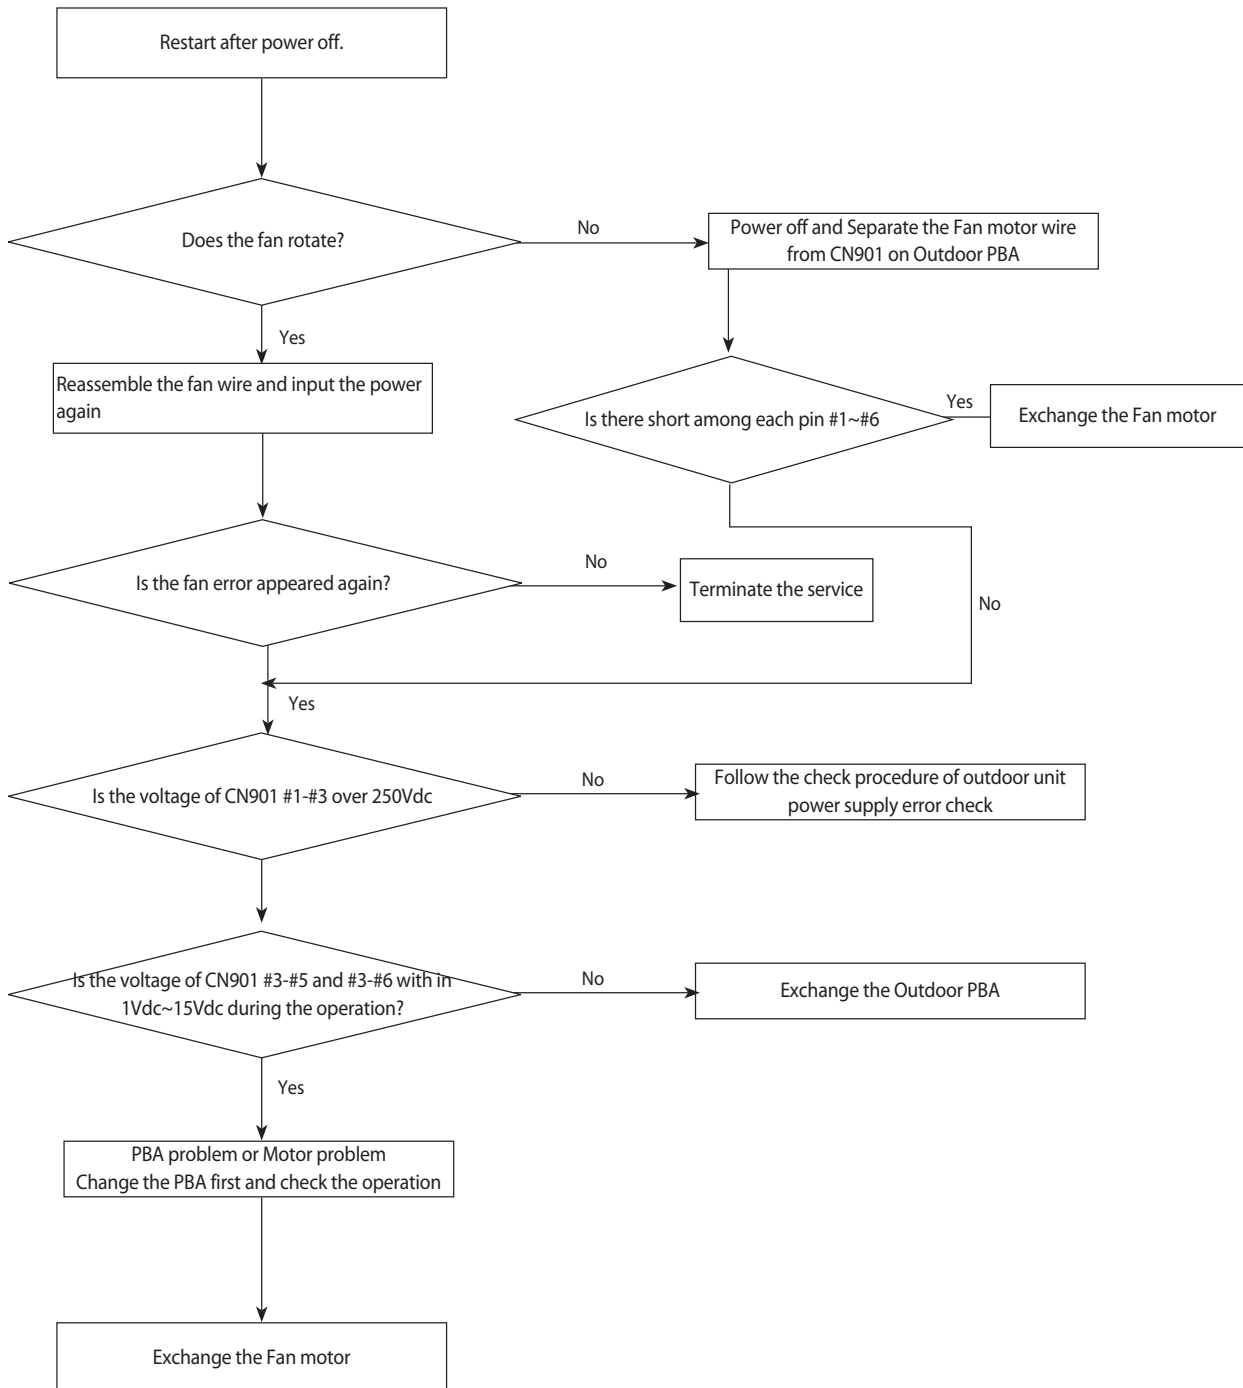 Restart after power off.
Does the fan rotate?
No
Power off and Separate the Fan motor wire
from CN901 on Outdoor PBA
Yes
Reassemble the fan wire and input the power
again
Is there short among each pin #1~#6
Yes
Exchange the Fan motor
Is the fan error appeared again?
No
Terminate the service
No
Yes
Is the voltage of CN901 #1-#3 over 250Vdc
No
Follow the check procedure of outdoor unit
power supply error check
Is the voltage of CN901 #3-#5 and #3-#6 with in
1Vdc~15Vdc during the operation?
No
Exchange the Outdoor PBA
Yes
PBA problem or Motor problem
Change the PBA first and check the operation
Exchange the Fan motor